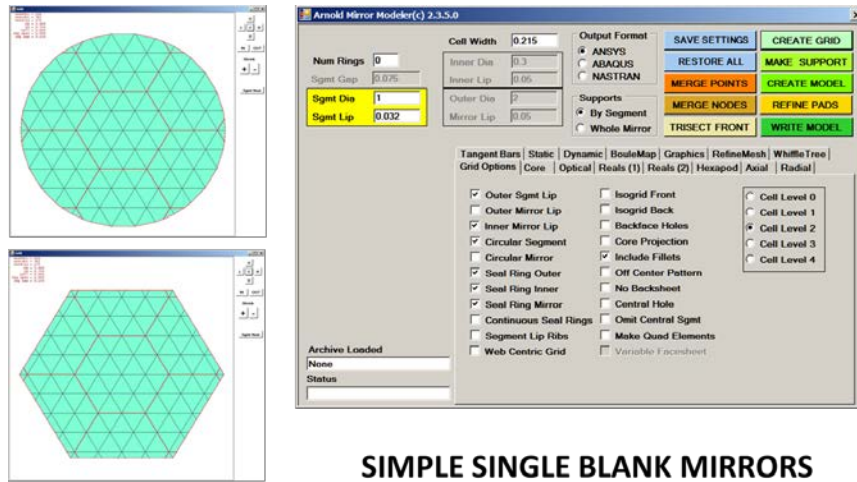 Arnold Mirror Modeler(c) 2.3.5.0
Num Rings 0
Sgmt Gap 0.075
Sgmt Dia 1
Sgmt Lip 0.032
Cell Width 0.215
Inner Dia 0.3
Inner Lip 0.05
Outer Dia 2
Mirror Lip 0.05
Output Format
ANSYS
ABAQUS
NASTRAN
Supports
By Segment
Whole Mirror
SAVE SETTINGS CREATE GRID
RESTORE ALL MAKE SUPPORT
MERGE POINTS CREATE MODEL
MERGE NODES REFINE PADS
TRISECT FRONT WRITE MODEL
Tangent Bars Static Dynamic BouleMap Graphics RefineMesh WhiffleTree
Grid Options Core Optical Reals (1) Reals (2) Hexapod Axial Radial
Outer Sgmt Lip
Outer Mirror Lip
Inner Mirror Lip
Circular Segment
Circular Mirror
Seal Ring Outer
Seal Ring Inner
Seal Ring Mirror
Continuous Seal Rings
Segment Lip Ribs
Web Centric Grid
Isogrid Front
Isogrid Back
Backface Holes
Core Projection
Include Fillets
Off Center Pattern
No Backsheet
Central Hole
Omit Central Sgmt
Make Quad Elements
Variable Facesheet
Cell Level 0
Cell Level 1
Cell Level 2
Cell Level 3
Cell Level 4
Archive Loaded
None
Status
SIMPLE SINGLE BLANK MIRRORS